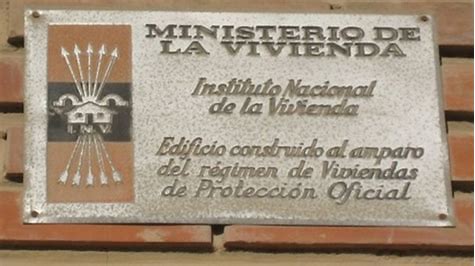 MINISTERIO DE
LA VIVIENDA
Instituto Nacional
de la Vivienda
Edificio construido al amparo
del régimen de Viviendas
de Protección Oficial
I.N.V.